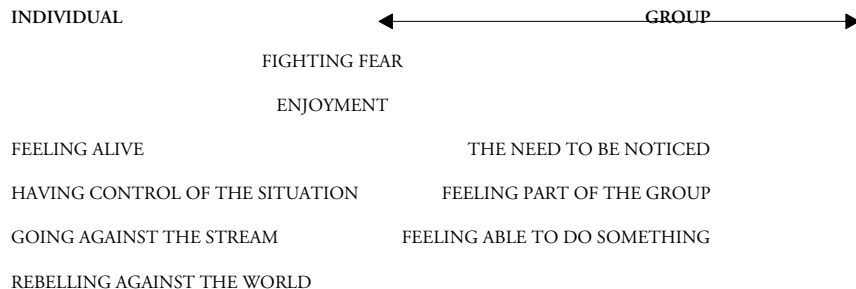 INDIVIDUAL GROUP
FIGHTING FEAR
ENJOYMENT
FEELING ALIVE THE NEED TO BE NOTICED
HAVING CONTROL OF THE SITUATION FEELING PART OF THE GROUP
GOING AGAINST THE STREAM FEELING ABLE TO DO SOMETHING
REBELLING AGAINST THE WORLD